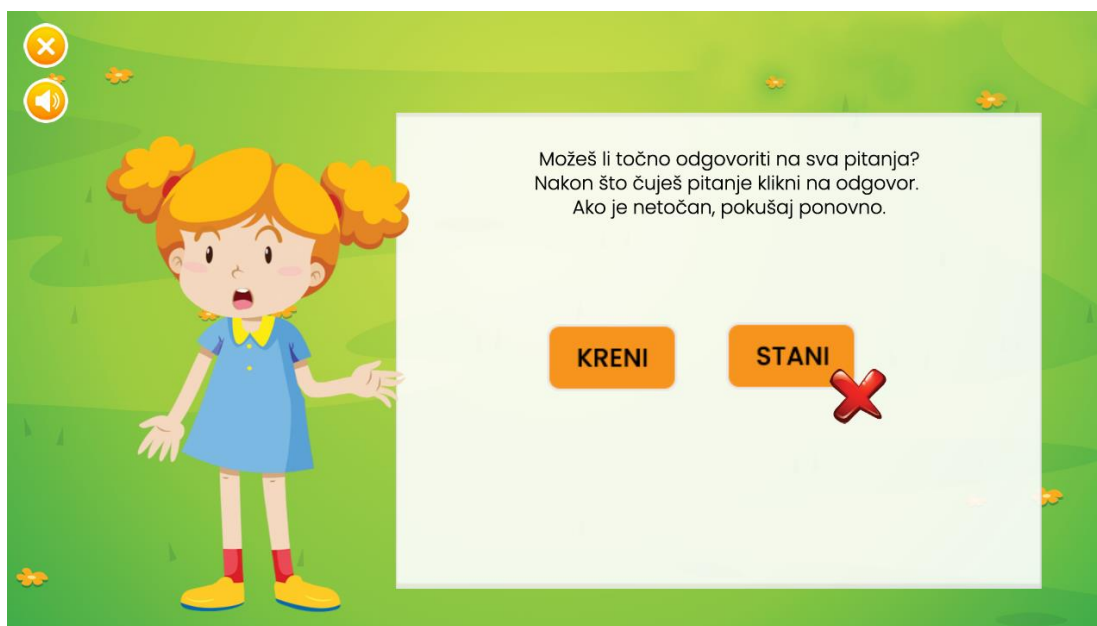 Možeš li točno odgovoriti na sva pitanja?
Nakon što čuješ pitanje klikni na odgovor.
Ako je netočan, pokušaj ponovno.
KRENI
STANI